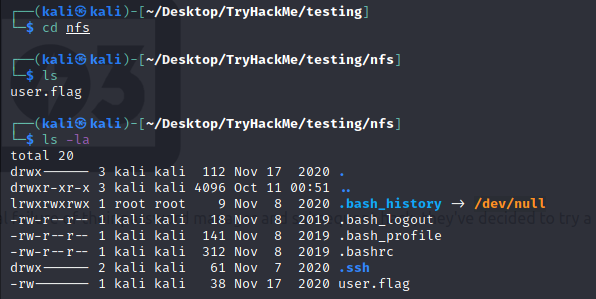 ┌──(kali㉿kali)-[~/Desktop/TryHackMe/testing]
└─$ cd nfs
┌──(kali㉿kali)-[~/Desktop/TryHackMe/testing/nfs]
└─$ ls
user.flag
┌──(kali㉿kali)-[~/Desktop/TryHackMe/testing/nfs]
└─$ ls -la
total 20
drwx------ 3 kali kali  112 Nov 17  2020 .
drwxr-xr-x 3 kali kali 4096 Oct 11 00:51 ..
lrwxrwxrwx 1 root root    9 Nov  8  2020 .bash_history -> /dev/null
-rw-r--r-- 1 kali kali   18 Nov  8  2019 .bash_logout
-rw-r--r-- 1 kali kali  141 Nov  8  2019 .bash_profile
-rw-r--r-- 1 kali kali  312 Nov  8  2019 .bashrc
drwx------ 2 kali kali   61 Nov  7  2020 .ssh
-rw------- 1 kali kali   38 Nov 17  2020 user.flag
they've decided to try a